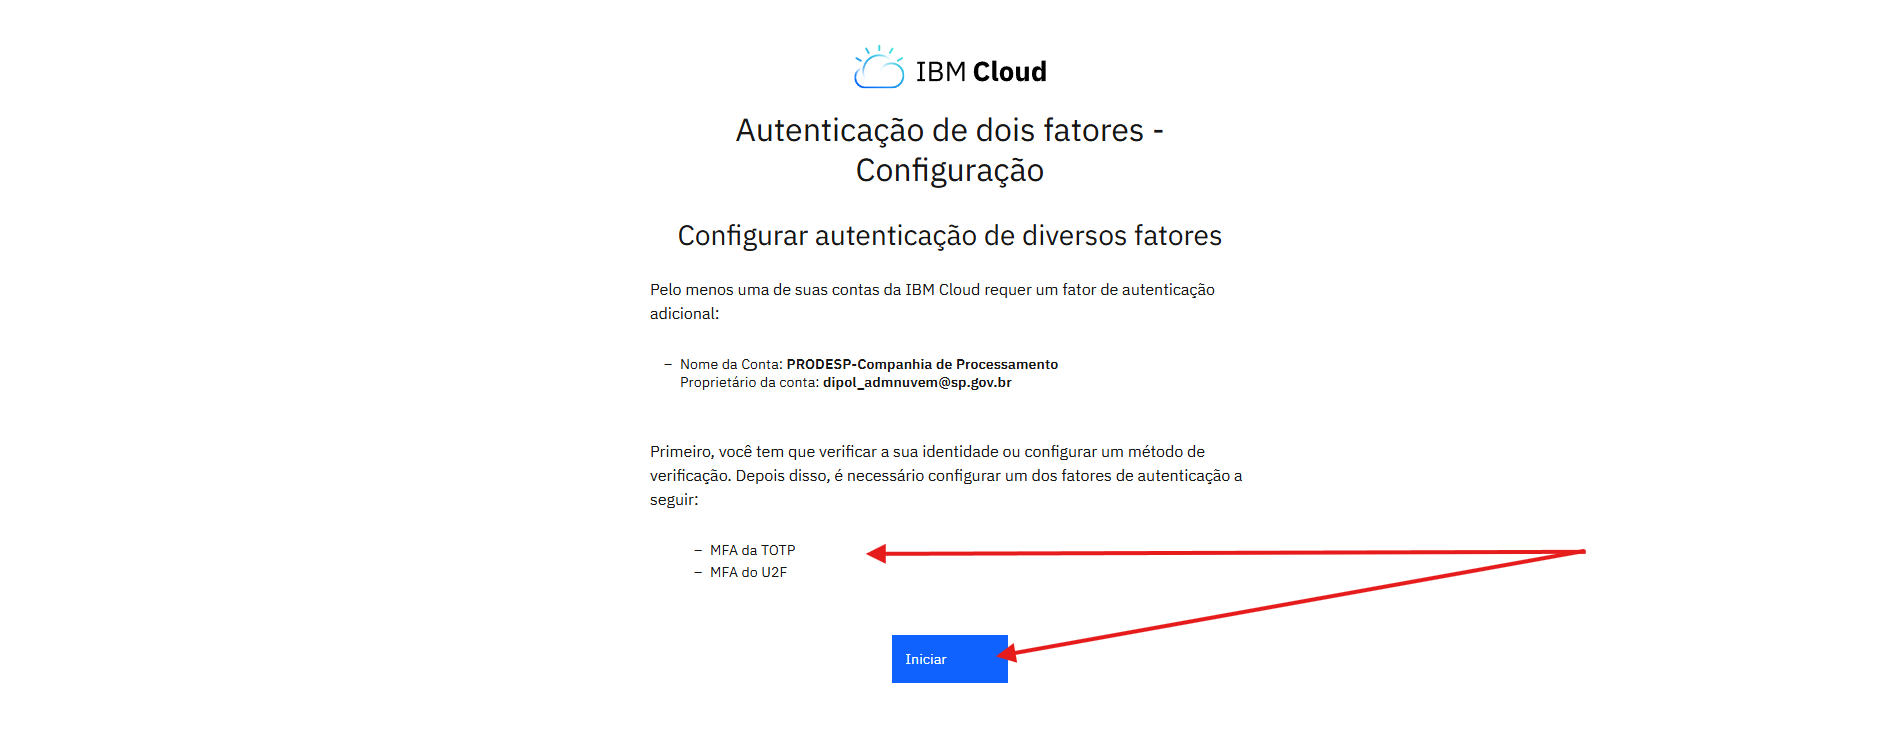 IBM Cloud
Autenticação de dois fatores -
Configuração
Configurar autenticação de diversos fatores
Pelo menos uma de suas contas da IBM Cloud requer um fator de autenticação
adicional:
– Nome da Conta: PRODESP-Companhia de Processamento
Proprietário da conta: dipol_admnuvem@sp.gov.br
Primeiro, você tem que verificar a sua identidade ou configurar um método de
verificação. Depois disso, é necessário configurar um dos fatores de autenticação a
seguir:
– MFA da TOTP
– MFA do U2F
Iniciar